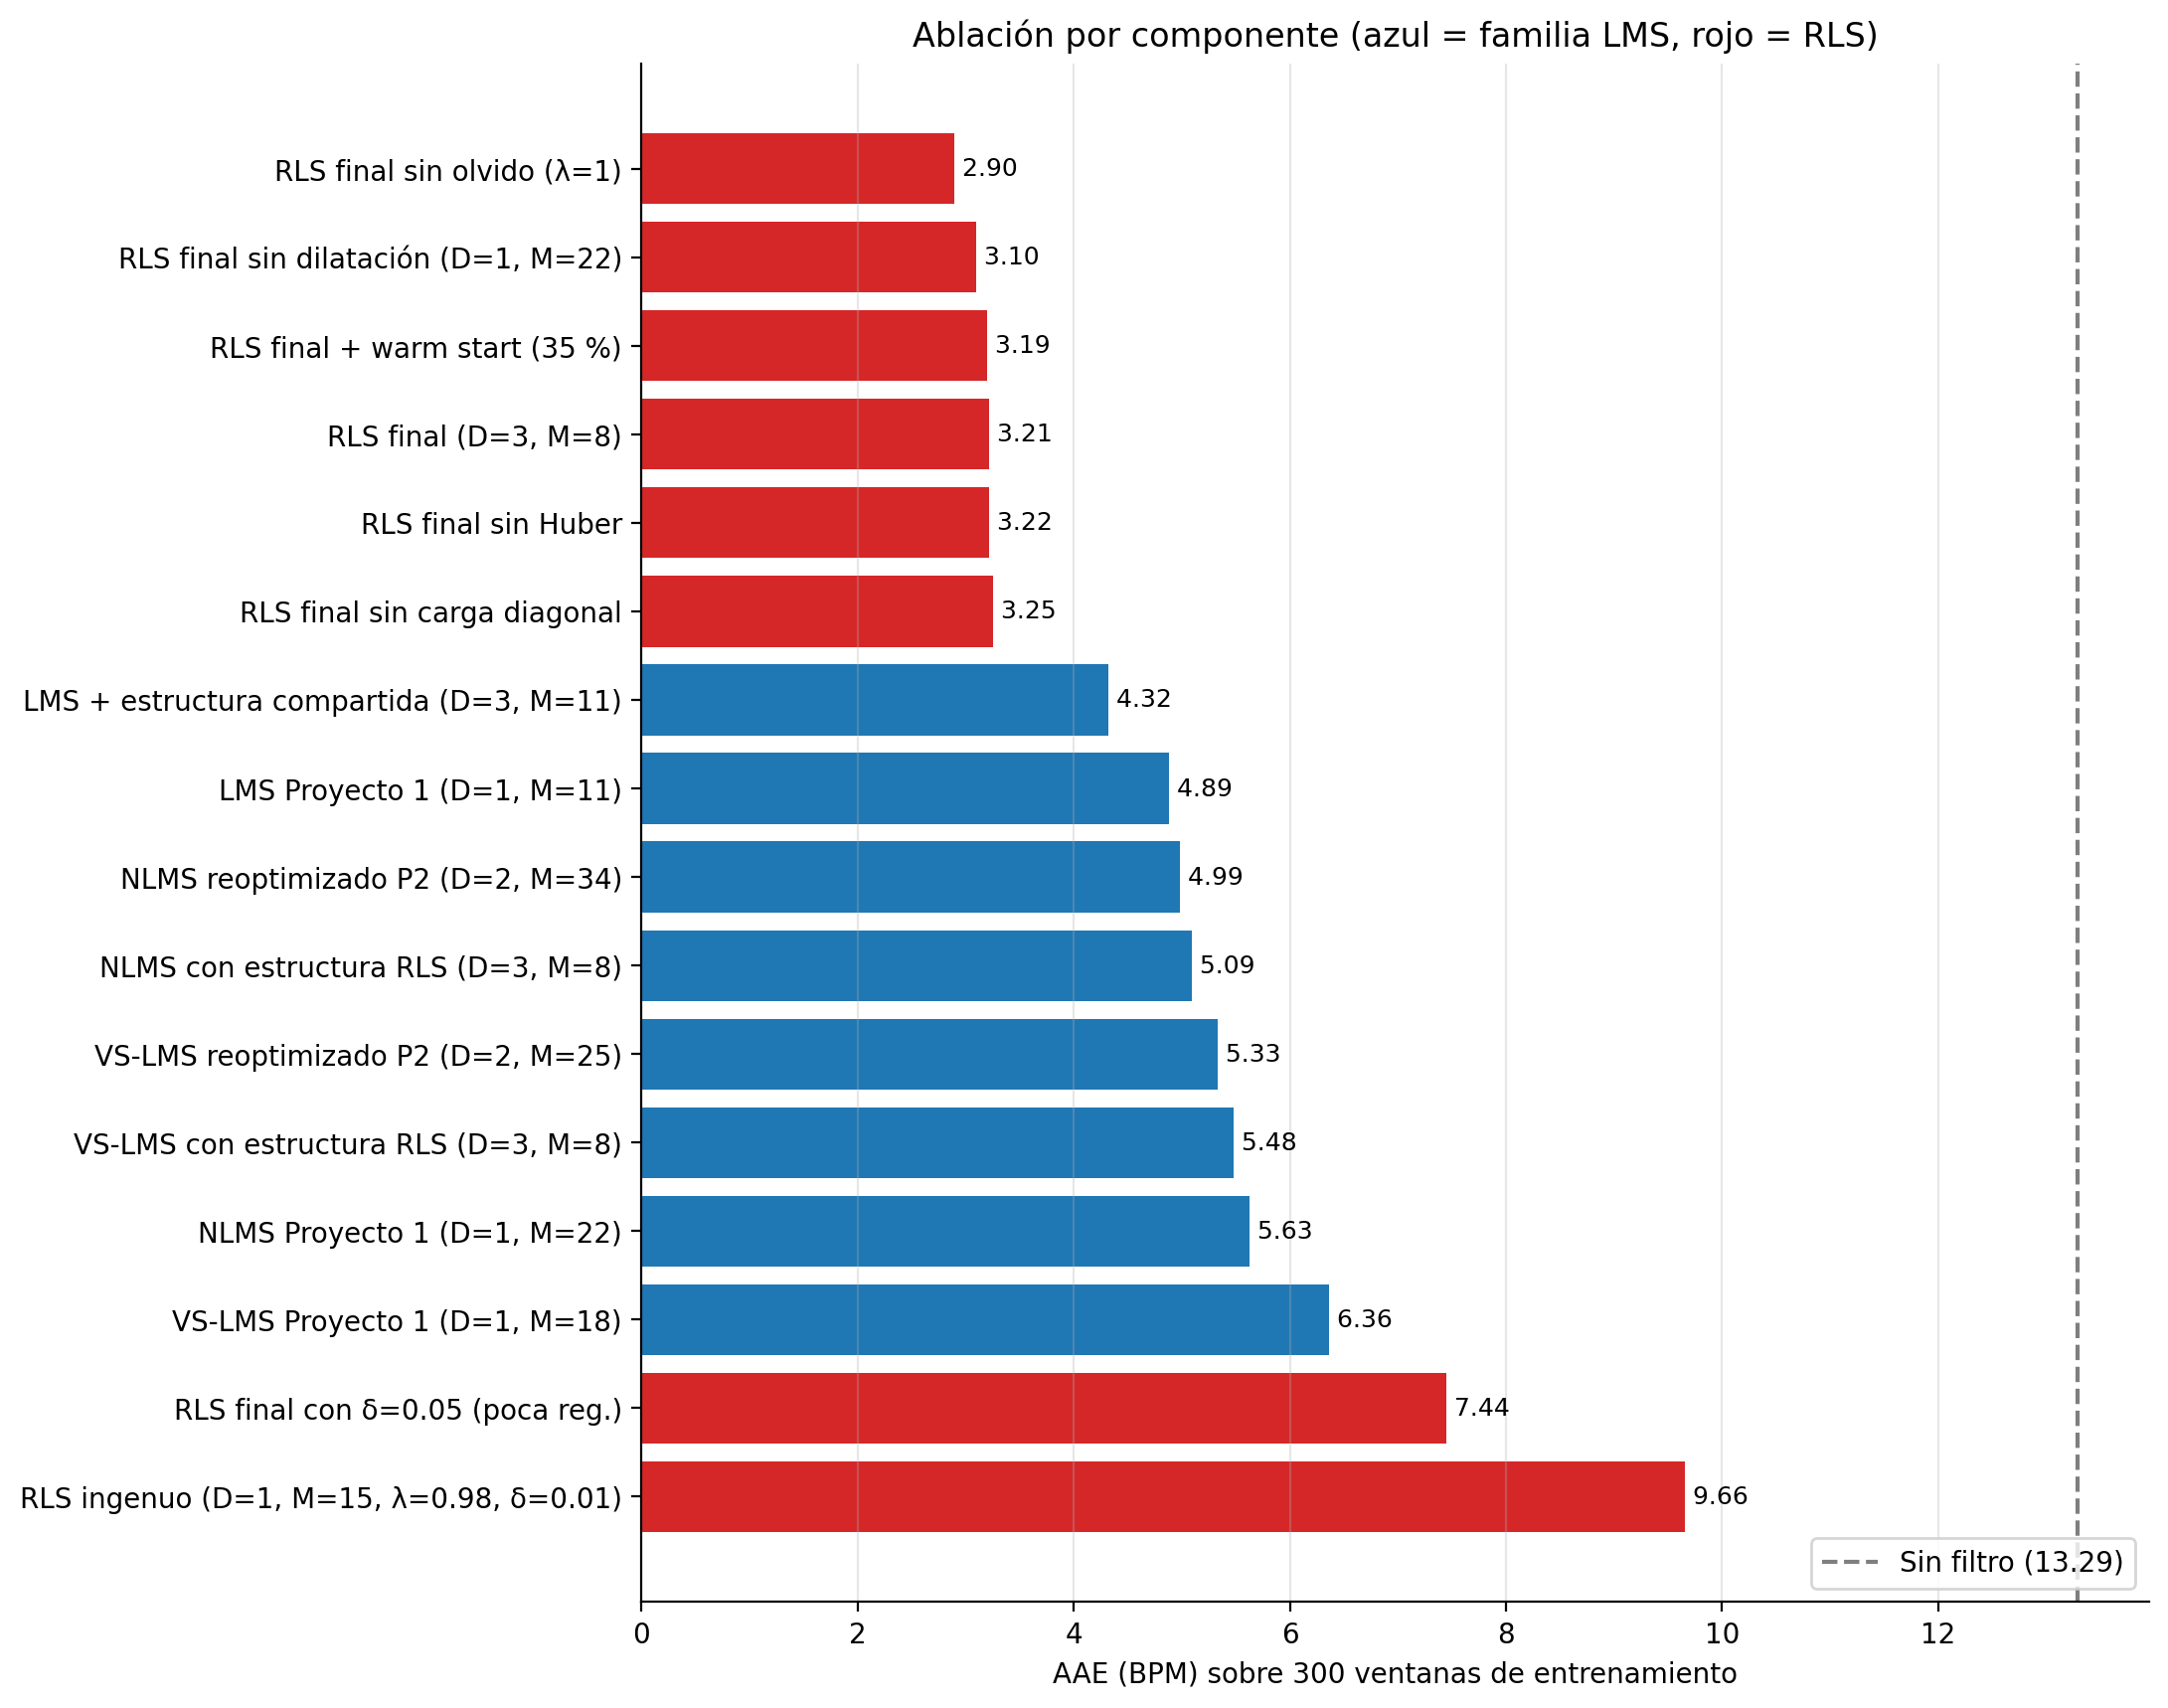 Ablación por componente (azul = familia LMS, rojo = RLS)
RLS final sin olvido (λ=1)
2.90
RLS final sin dilatación (D=1, M=22)
3.10
RLS final + warm start (35 %)
3.19
RLS final (D=3, M=8)
3.21
RLS final sin Huber
3.22
RLS final sin carga diagonal
3.25
LMS + estructura compartida (D=3, M=11)
4.32
LMS Proyecto 1 (D=1, M=11)
4.89
NLMS reoptimizado P2 (D=2, M=34)
4.99
NLMS con estructura RLS (D=3, M=8)
5.09
VS-LMS reoptimizado P2 (D=2, M=25)
5.33
VS-LMS con estructura RLS (D=3, M=8)
5.48
NLMS Proyecto 1 (D=1, M=22)
5.63
VS-LMS Proyecto 1 (D=1, M=18)
6.36
RLS final con δ=0.05 (poca reg.)
7.44
RLS ingenuo (D=1, M=15, λ=0.98, δ=0.01)
9.66
Sin filtro (13.29)
0 2 4 6 8 10 12
AAE (BPM) sobre 300 ventanas de entrenamiento